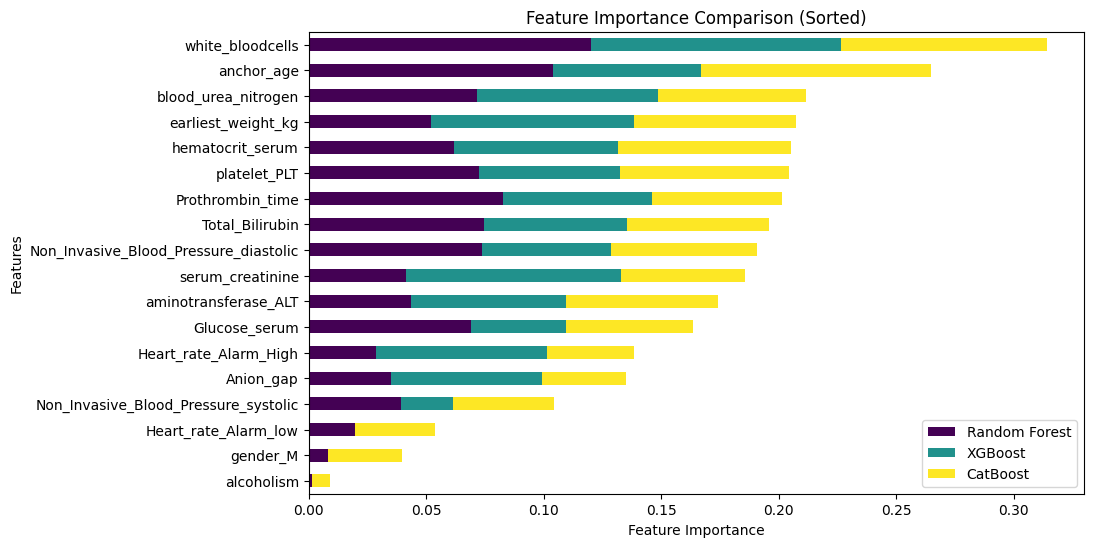 Feature Importance Comparison (Sorted)
white_bloodcells
anchor_age
blood_urea_nitrogen
earliest_weight_kg
hematocrit_serum
platelet_PLT
Prothrombin_time
Total_Bilirubin
Non_Invasive_Blood_Pressure_diastolic
serum_creatinine
aminotransferase_ALT
Glucose_serum
Heart_rate_Alarm_High
Anion_gap
Non_Invasive_Blood_Pressure_systolic
Heart_rate_Alarm_low
gender_M
alcoholism
Features
Random Forest
XGBoost
CatBoost
0.00 0.05 0.10 0.15 0.20 0.25 0.30
Feature Importance